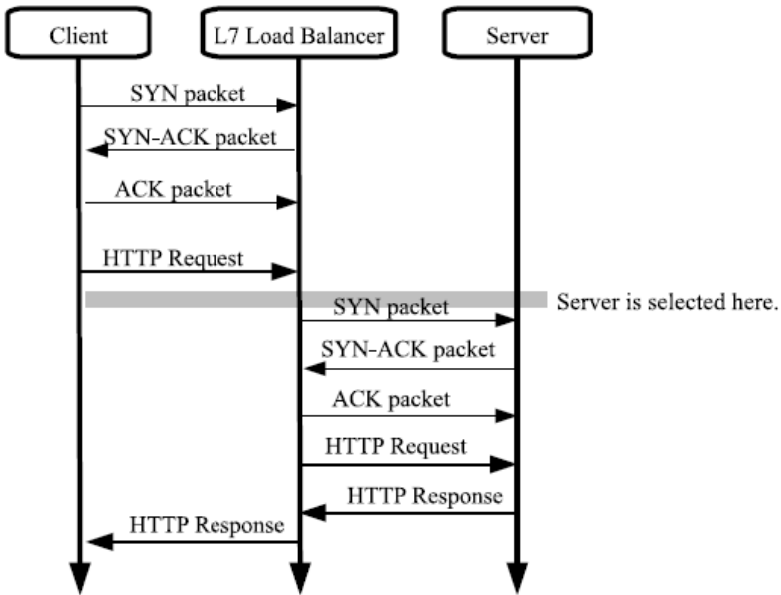 Client
L7 Load Balancer
Server
SYN packet
SYN-ACK packet
ACK packet
HTTP Request
Server is selected here.
SYN packet
SYN-ACK packet
ACK packet
HTTP Request
HTTP Response
HTTP Response